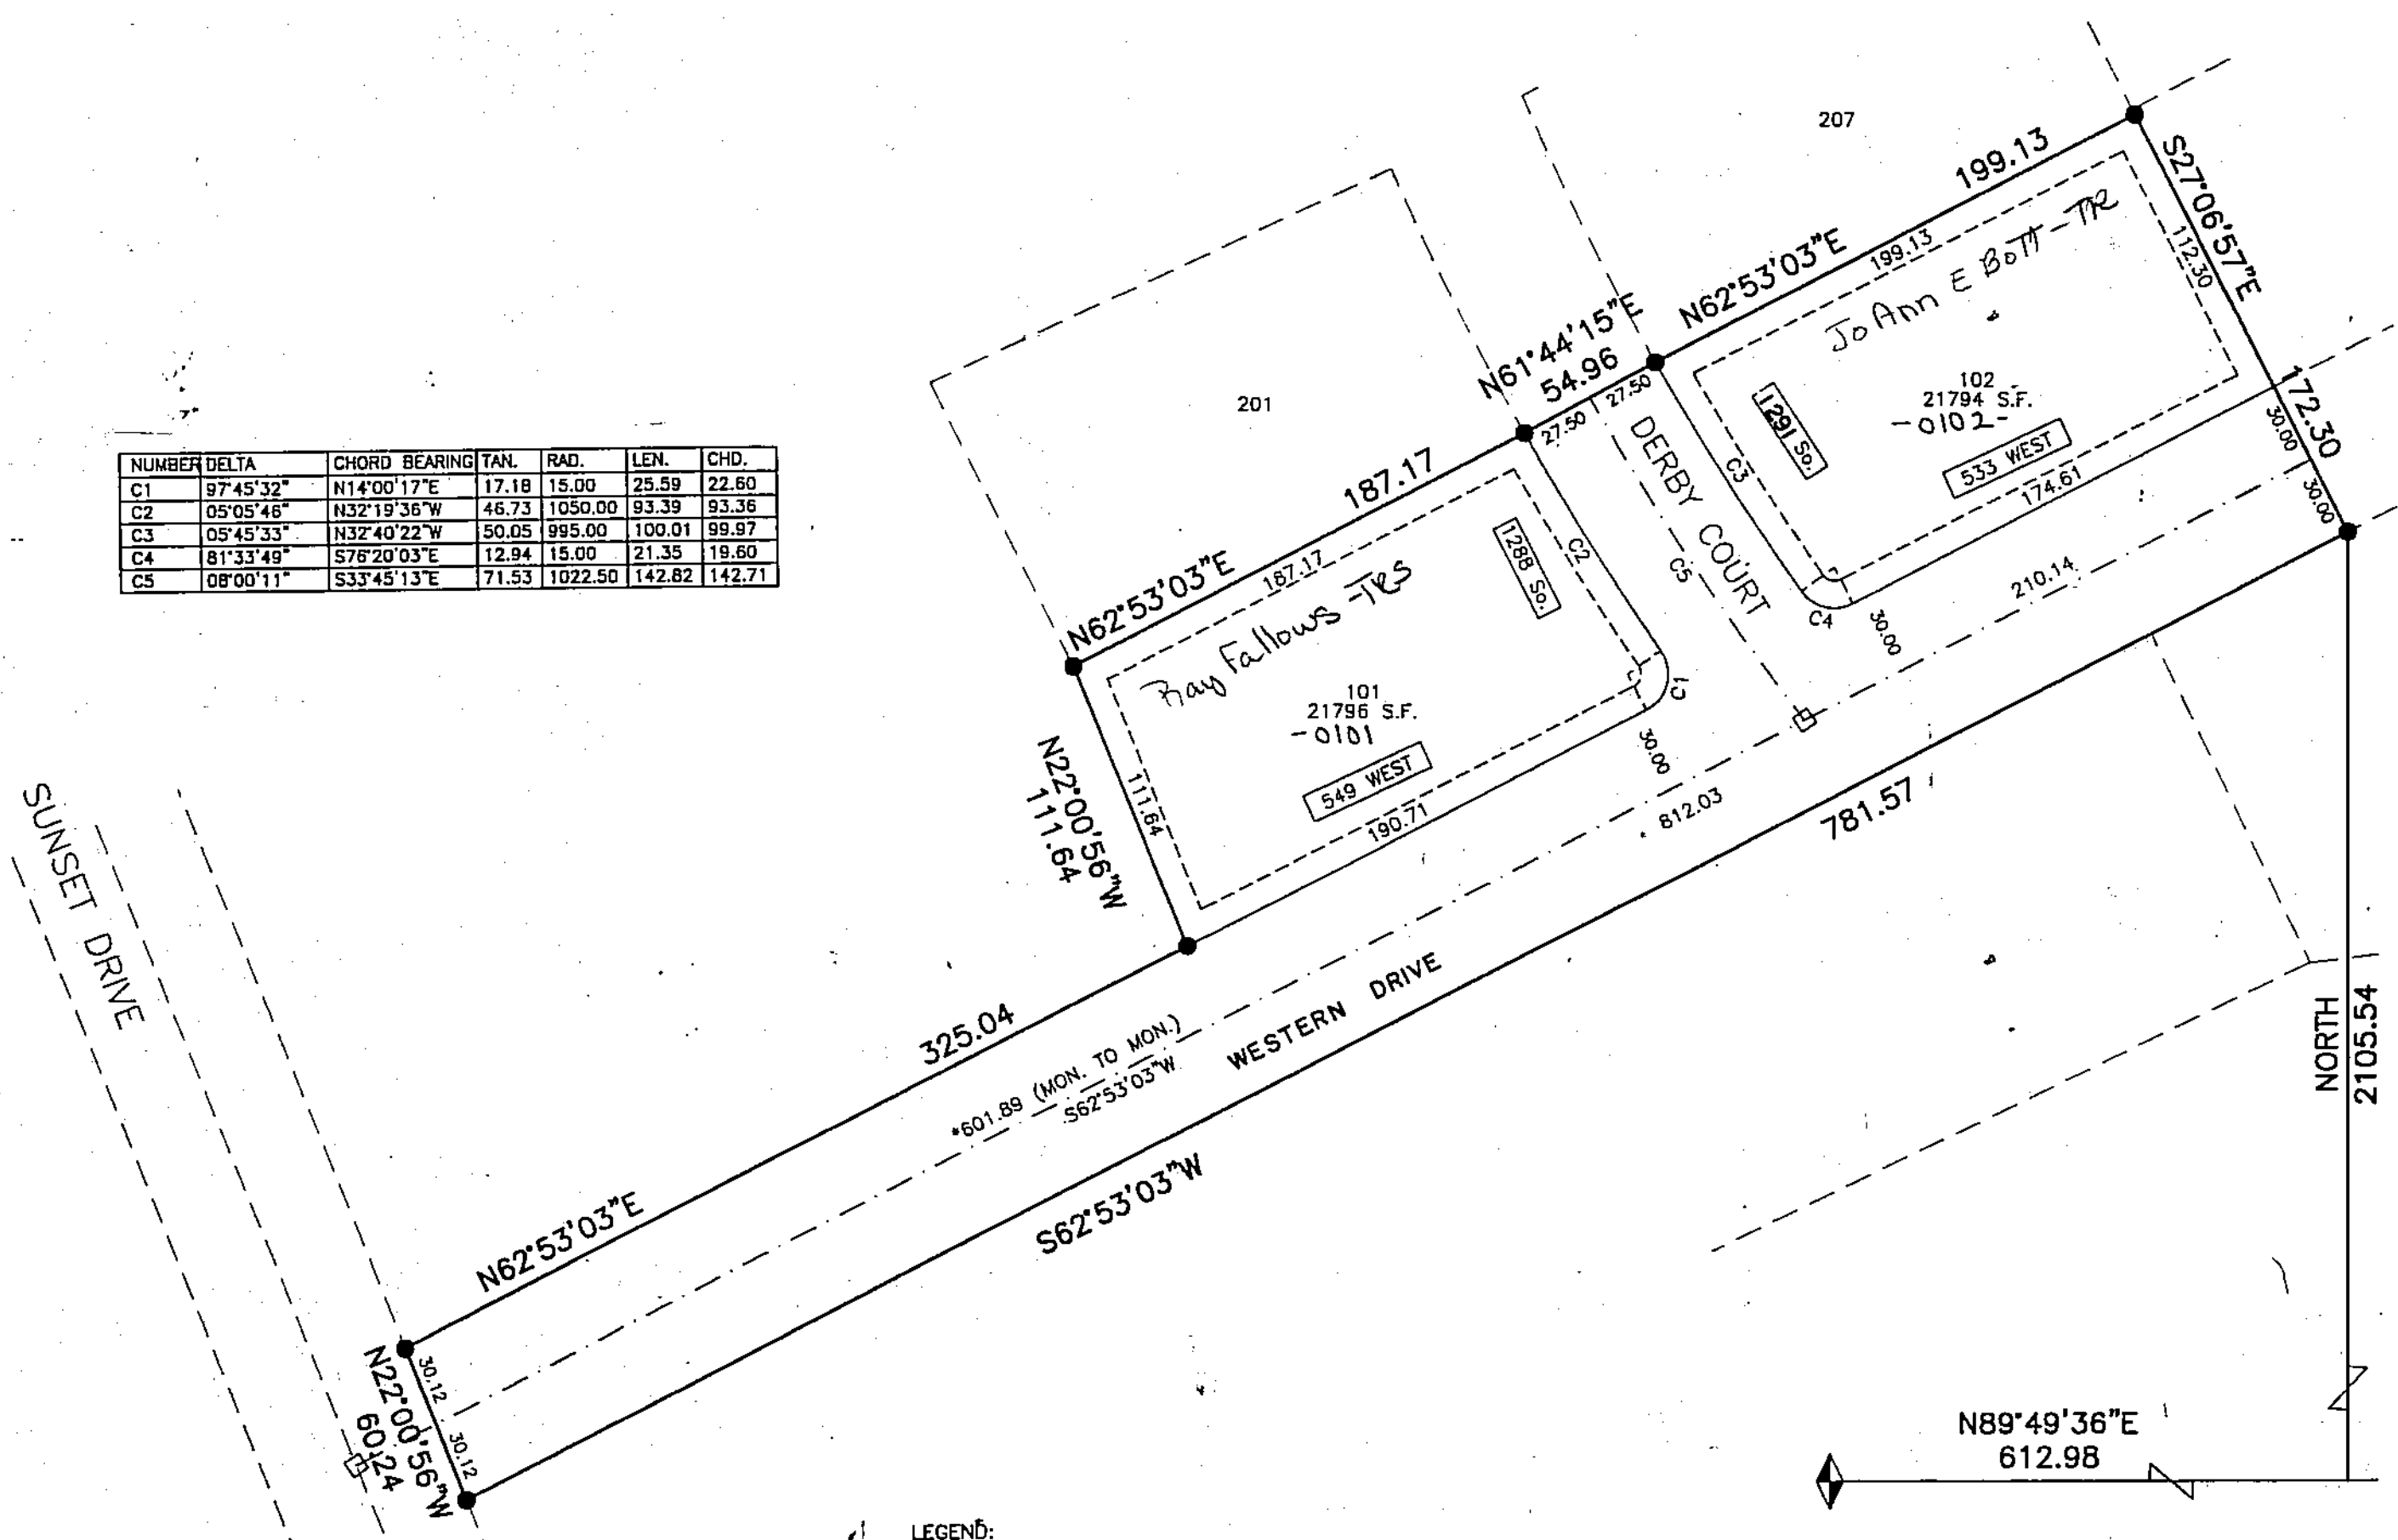 207
199.13
S27°06'57"E
172.30
N62°53'03"E
199.13
112.30
JoAnn E Bott - TR
102
21794 S.F.
-0102-
1291 So.
533 WEST
174.61
30.00
30.00
N61°44'15"E
54.96
27.50
27.50
DERBY COURT
C3
C5
C2
C4
30.00
210.14
201
187.17
N62°53'03"E
187.17
1288 So.
Ray Fallows -TRS
101
21796 S.F.
-0101
549 WEST
190.71
C1
30.00
111.64
N22°00'56"W
111.64
NUMBER DELTA CHORD BEARING TAN. RAD. LEN. CHD.
C1 97°45'32" N14°00'17"E 17.18 15.00 25.59 22.60
C2 05°05'46" N32°19'36"W 46.73 1050.00 93.39 93.36
C3 05°45'33" N32°40'22"W 50.05 995.00 100.01 99.97
C4 81°33'49" S76°20'03"E 12.94 15.00 21.35 19.60
C5 08°00'11" S33°45'13"E 71.53 1022.50 142.82 142.71
SUNSET DRIVE
812.03
781.57
325.04
*601.89 (MON. TO MON.)
S62°53'03"W
WESTERN DRIVE
N62°53'03"E
S62°53'03"W
30.12
30.12
N22°00'56"W
60.24
NORTH
2105.54
N89°49'36"E
612.98
LEGEND: